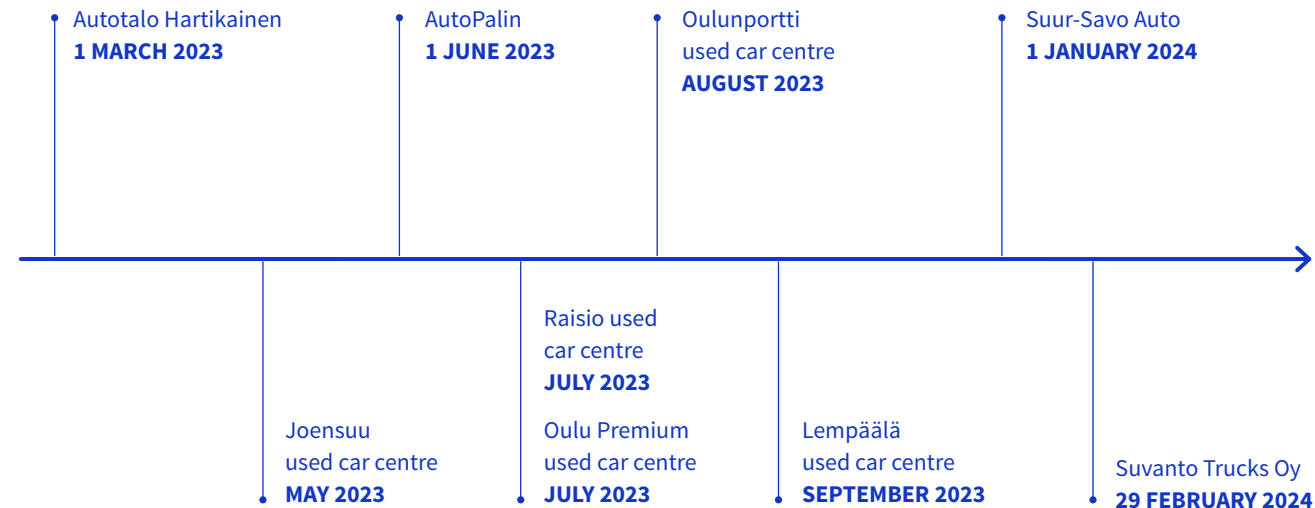 Autotalo Hartikainen
1 MARCH 2023
AutoPalin
1 JUNE 2023
Oulunportti
used car centre
AUGUST 2023
Suur-Savo Auto
1 JANUARY 2024
Joensuu
used car centre
MAY 2023
Raisio used
car centre
JULY 2023
Oulu Premium
used car centre
JULY 2023
Lempäälä
used car centre
SEPTEMBER 2023
Suvanto Trucks Oy
29 FEBRUARY 2024